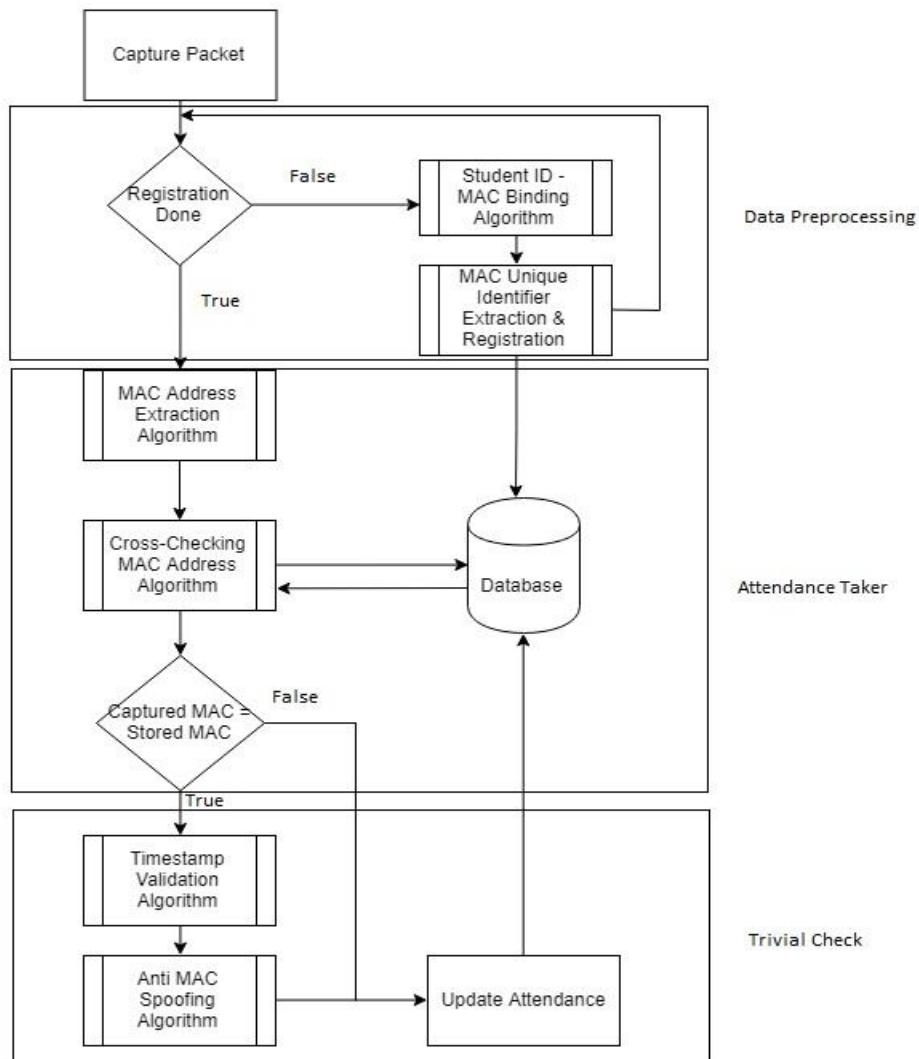 Capture Packet
Registration
Done
False
Student ID -
MAC Binding
Algorithm
Data Preprocessing
True
MAC Unique
Identifier
Extraction &
Registration
MAC Address
Extraction
Algorithm
Cross-Checking
MAC Address
Algorithm
Database
Attendance Taker
Captured MAC =
Stored MAC
False
True
Timestamp
Validation
Algorithm
Trivial Check
Anti MAC
Spoofing
Algorithm
Update Attendance